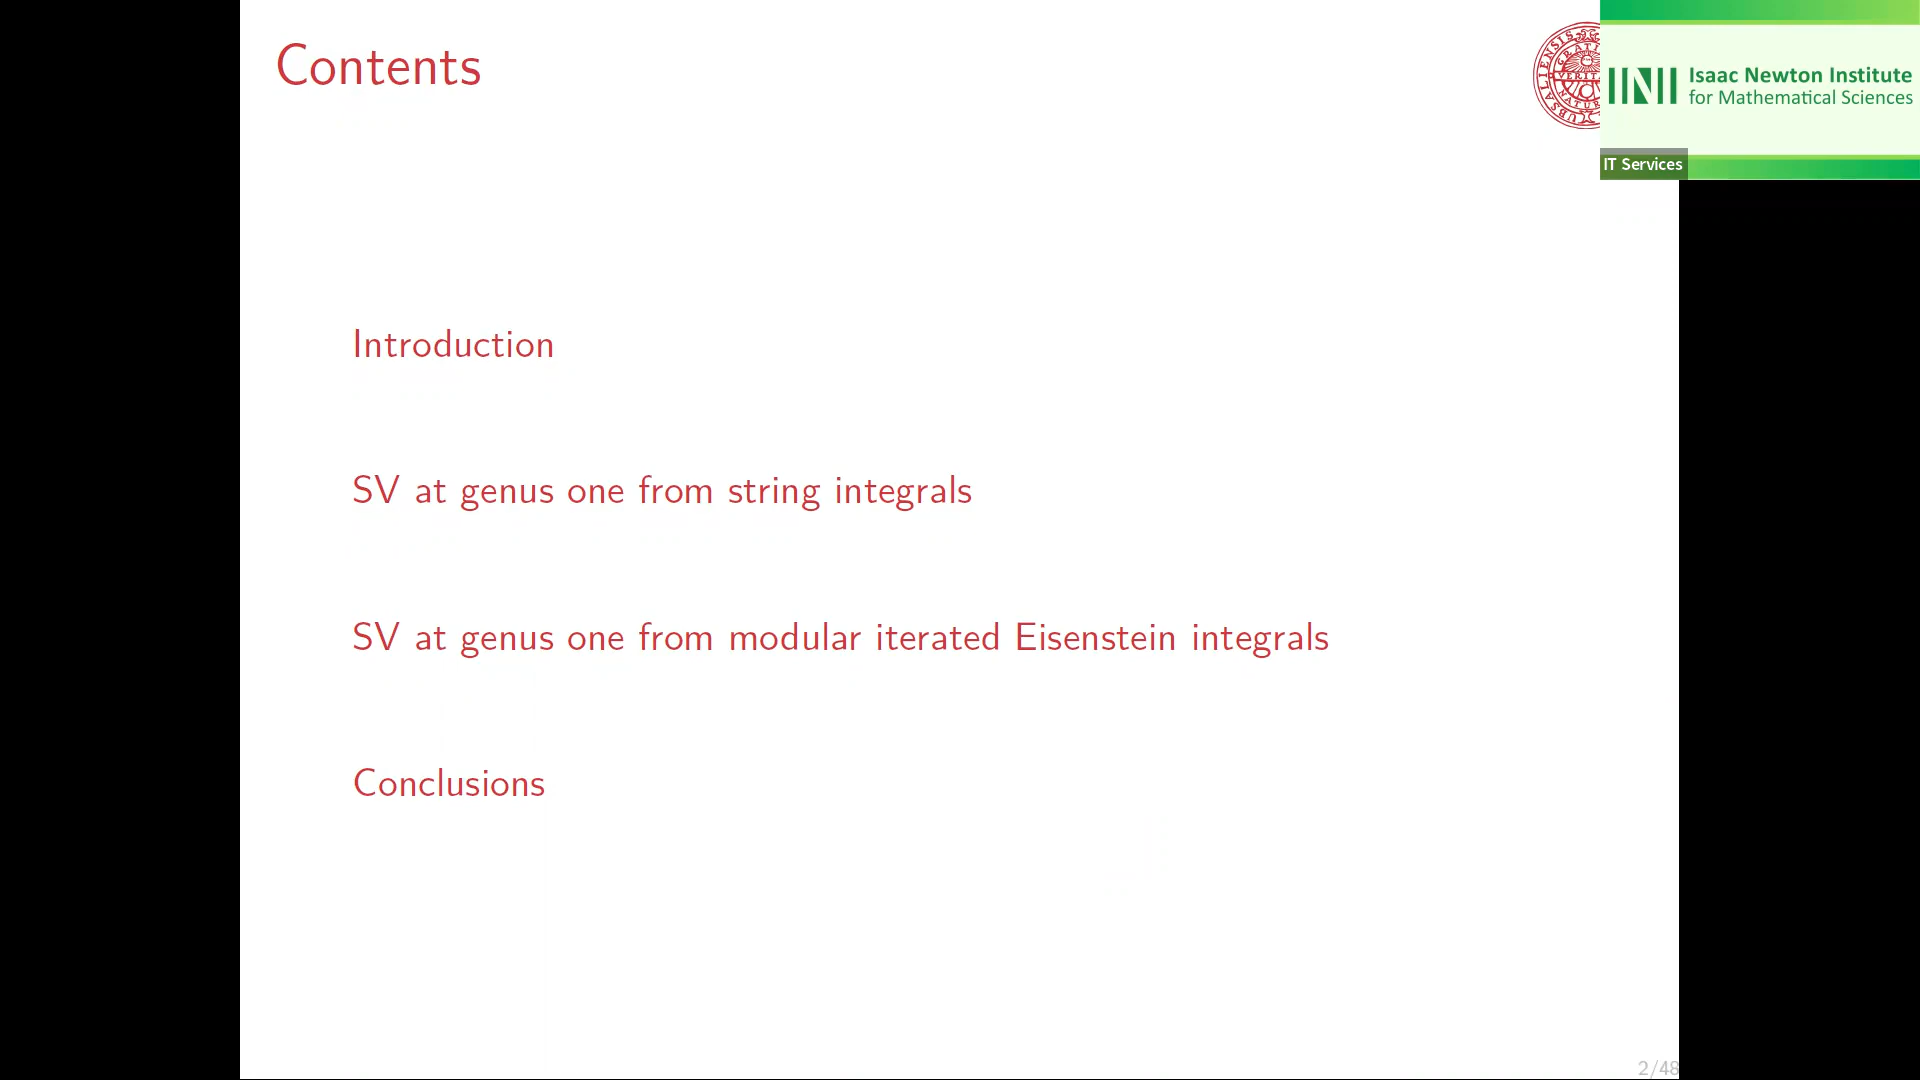 Contents
Isaac Newton Institute
for Mathematical Sciences
IT Services
Introduction
SV at genus one from string integrals
SV at genus one from modular iterated Eisenstein integrals
Conclusions
2/48